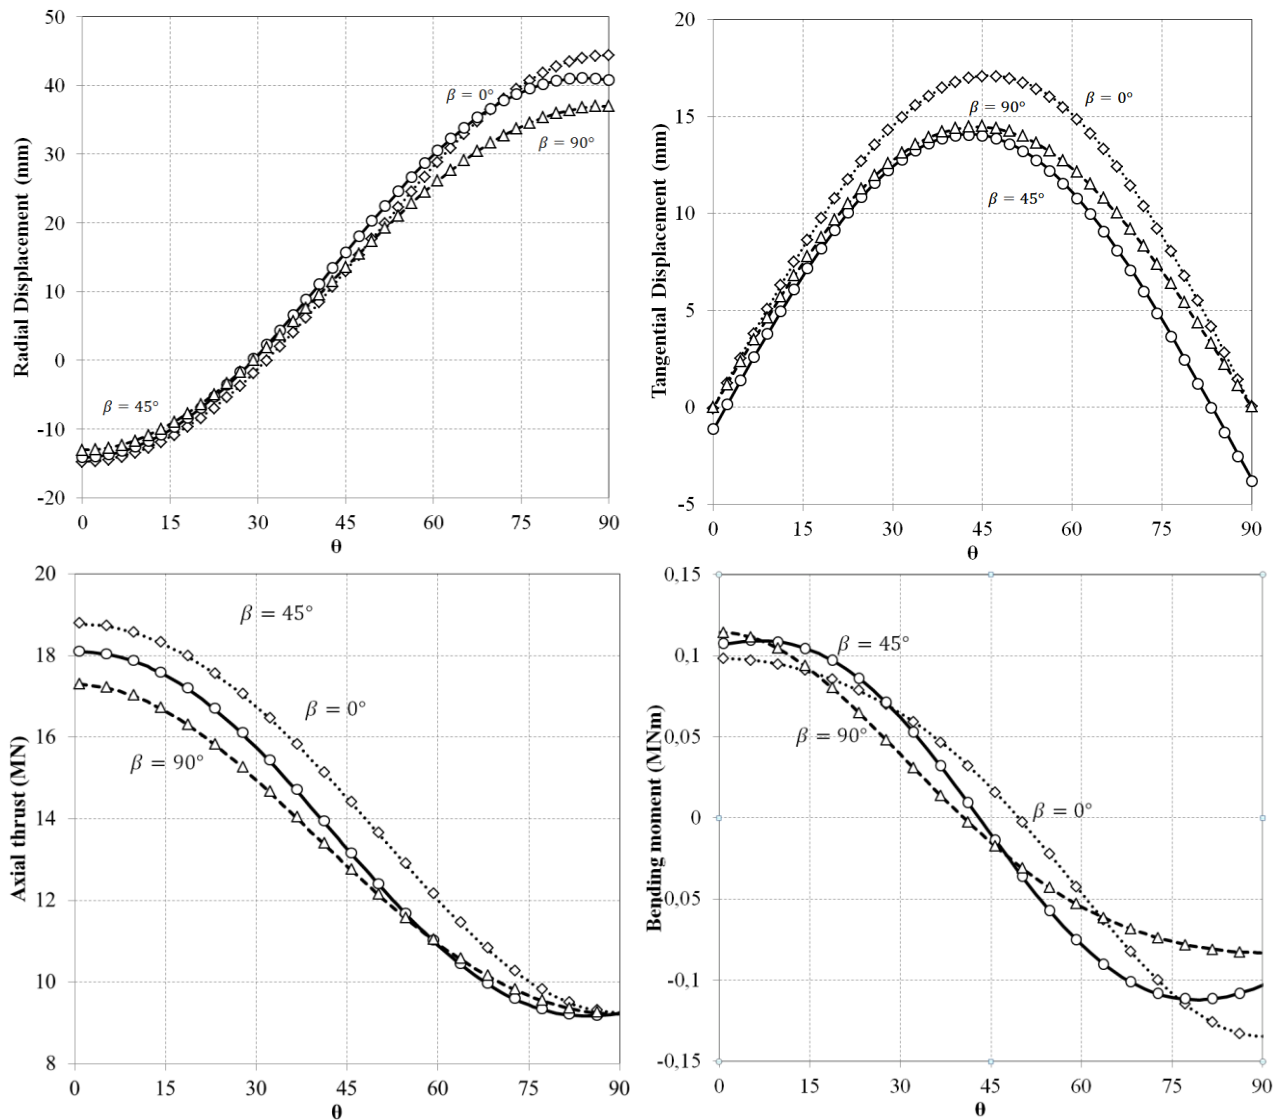 50
40
30
20
10
0
-10
-20
Radial Displacement (mm)
β = 0°
β = 90°
β = 45°
0 15 30 45 60 75 90
θ
20
15
10
5
0
-5
Tangential Displacement (mm)
β = 0°
β = 90°
β = 45°
0 15 30 45 60 75 90
θ
20
18
16
14
12
10
8
Axial thrust (MN)
β = 45°
β = 0°
β = 90°
0 15 30 45 60 75 90
θ
0,15
0,1
0,05
0
-0,05
-0,1
-0,15
Bending moment (MNm)
β = 45°
β = 90°
β = 0°
0 15 30 45 60 75 90
θ